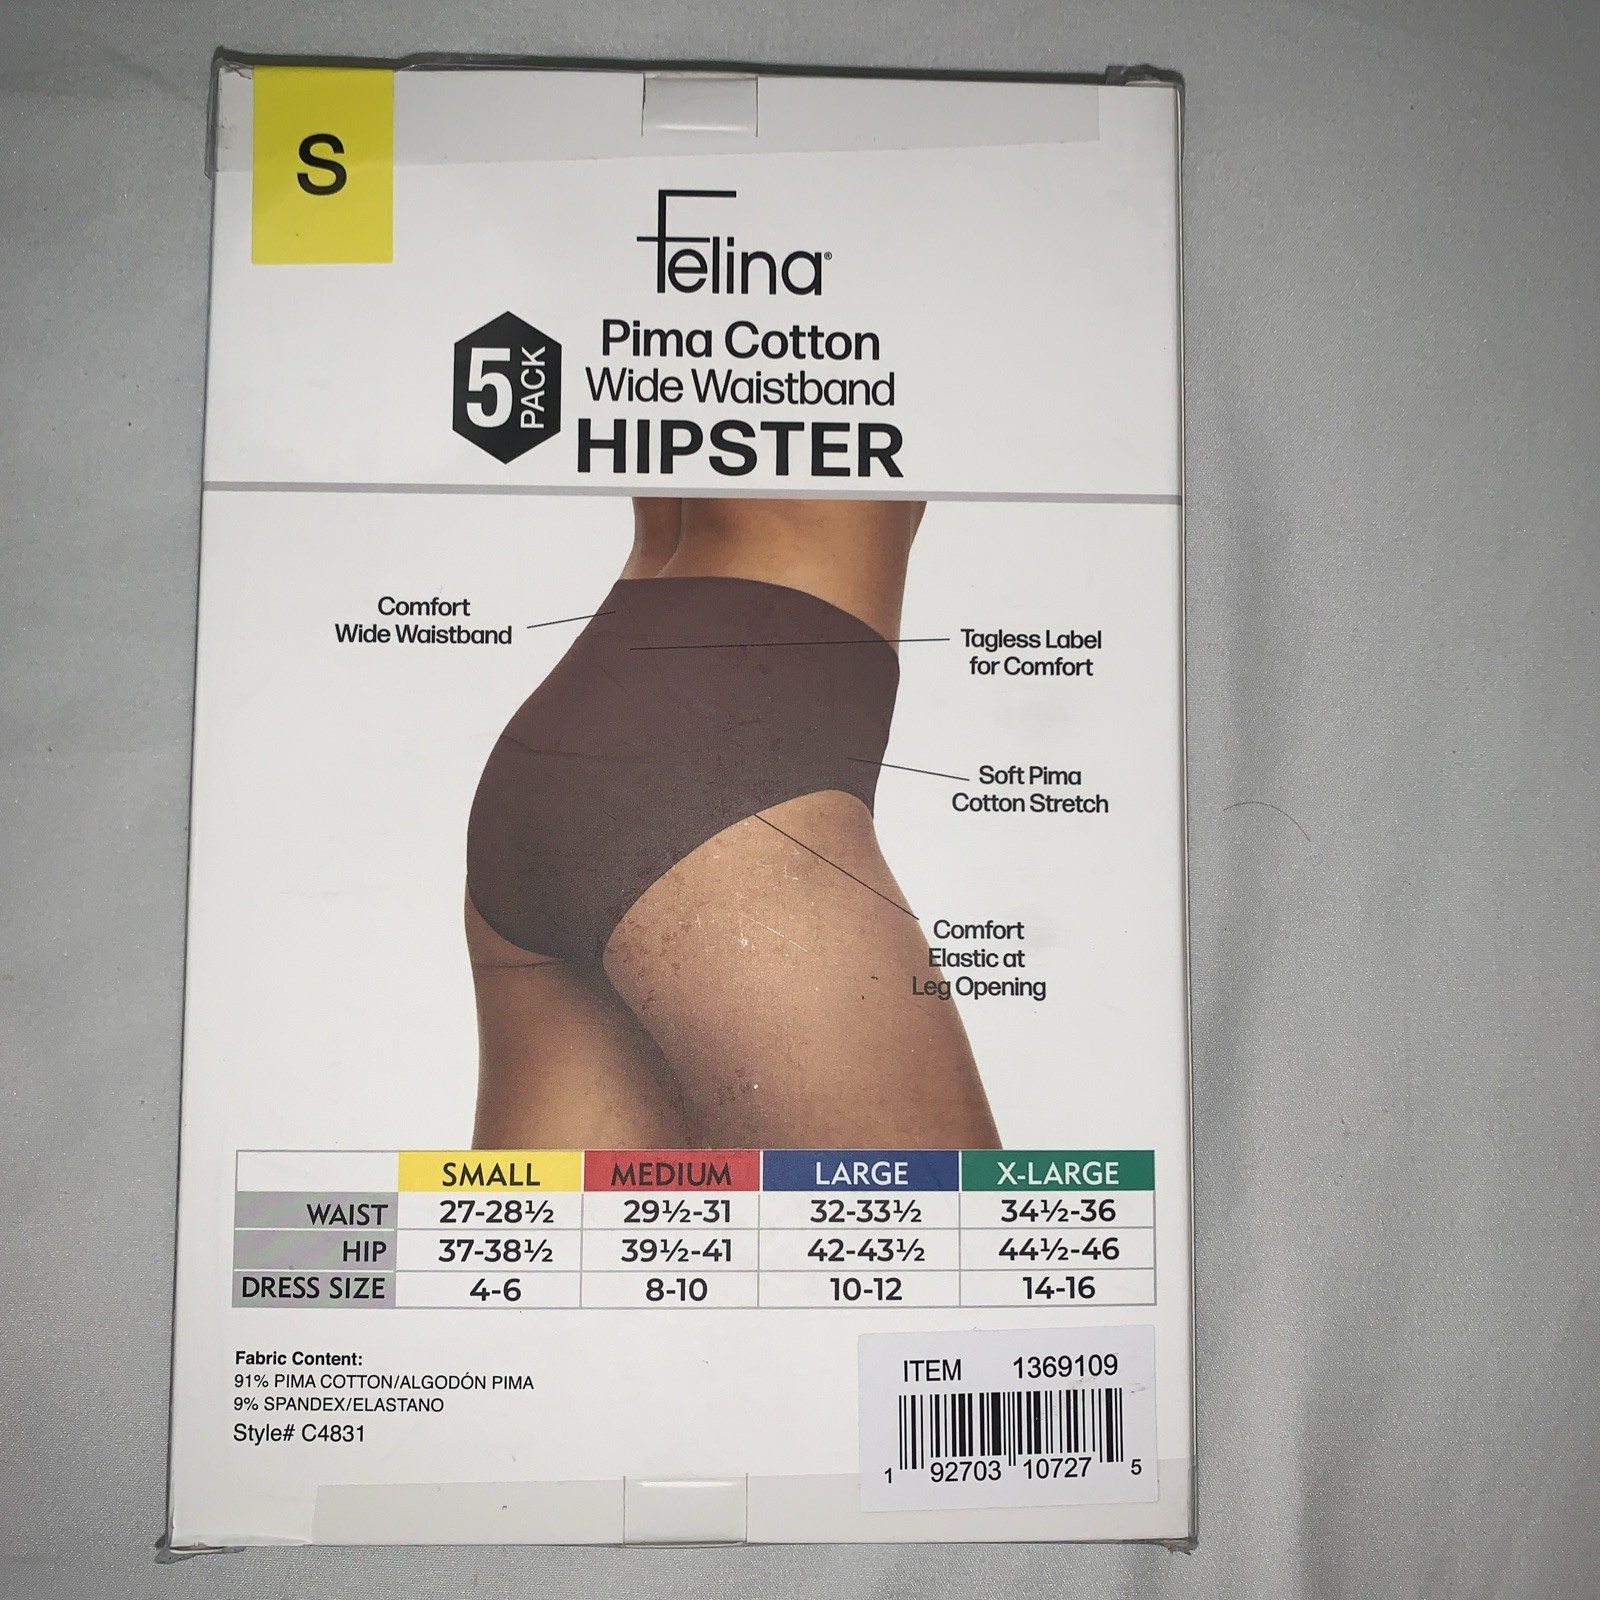 S
Felina®
5 PACK
Pima Cotton
Wide Waistband
HIPSTER
Comfort
Wide Waistband
Tagless Label
for Comfort
Soft Pima
Cotton Stretch
Comfort
Elastic at
Leg Opening
SMALL MEDIUM LARGE X-LARGE
WAIST 27-28½ 29½-31 32-33½ 34½-36
HIP 37-38½ 39½-41 42-43½ 44½-46
DRESS SIZE 4-6 8-10 10-12 14-16
Fabric Content:
91% PIMA COTTON/ALGODÓN PIMA
9% SPANDEX/ELASTANO
Style# C4831
ITEM 1369109
1 92703 10727 5